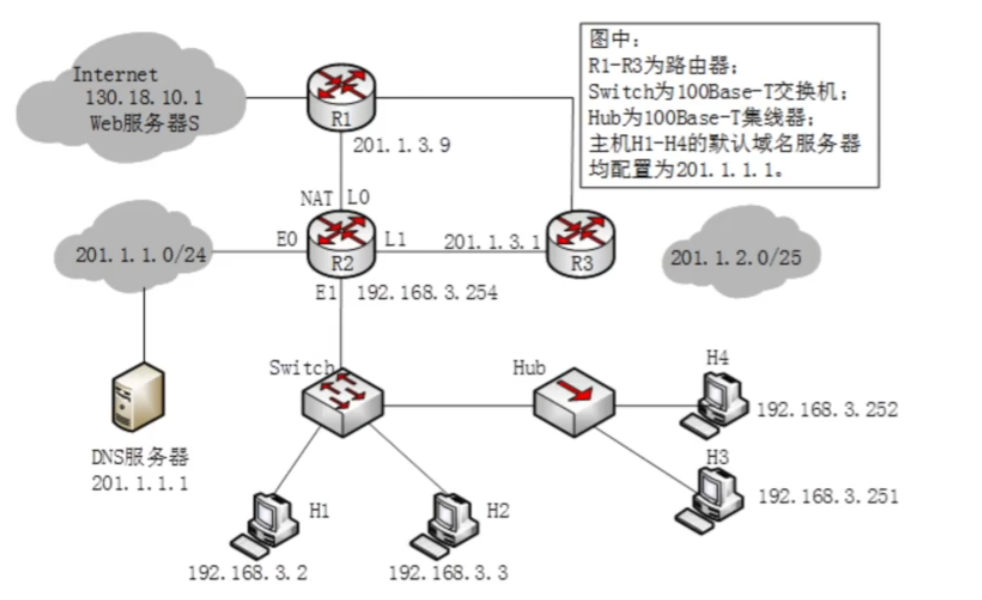 Internet
130.18.10.1
Web服务器S
R1
图中：
R1-R3为路由器；
Switch为100Base-T交换机；
Hub为100Base-T集线器；
主机H1-H4的默认域名服务器
均配置为201.1.1.1。
201.1.3.9
NAT L0
201.1.1.0/24
E0
R2
L1
201.1.3.1
R3
201.1.2.0/25
E1
192.168.3.254
Switch
Hub
H4
192.168.3.252
DNS服务器
201.1.1.1
H3
192.168.3.251
H1
192.168.3.2
H2
192.168.3.3